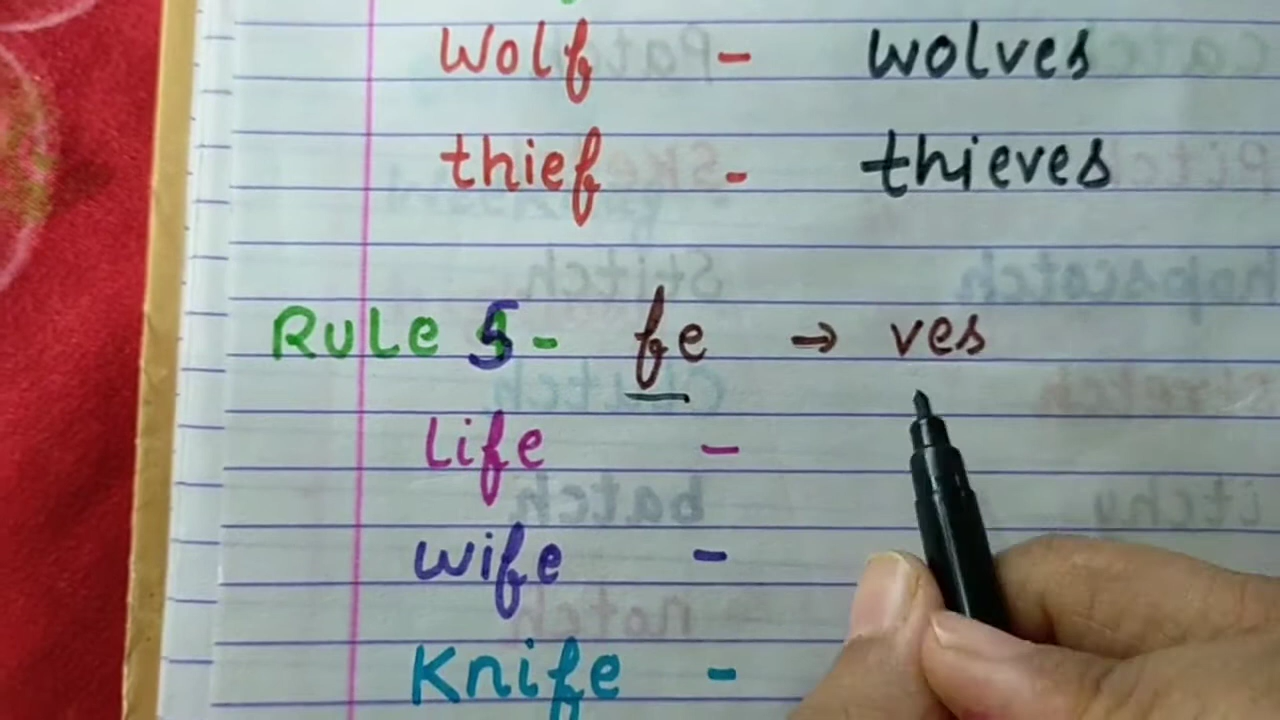 Wolf - wolves
thief - thieves
Rule 5 - fe → ves
Life -
wife -
Knife -